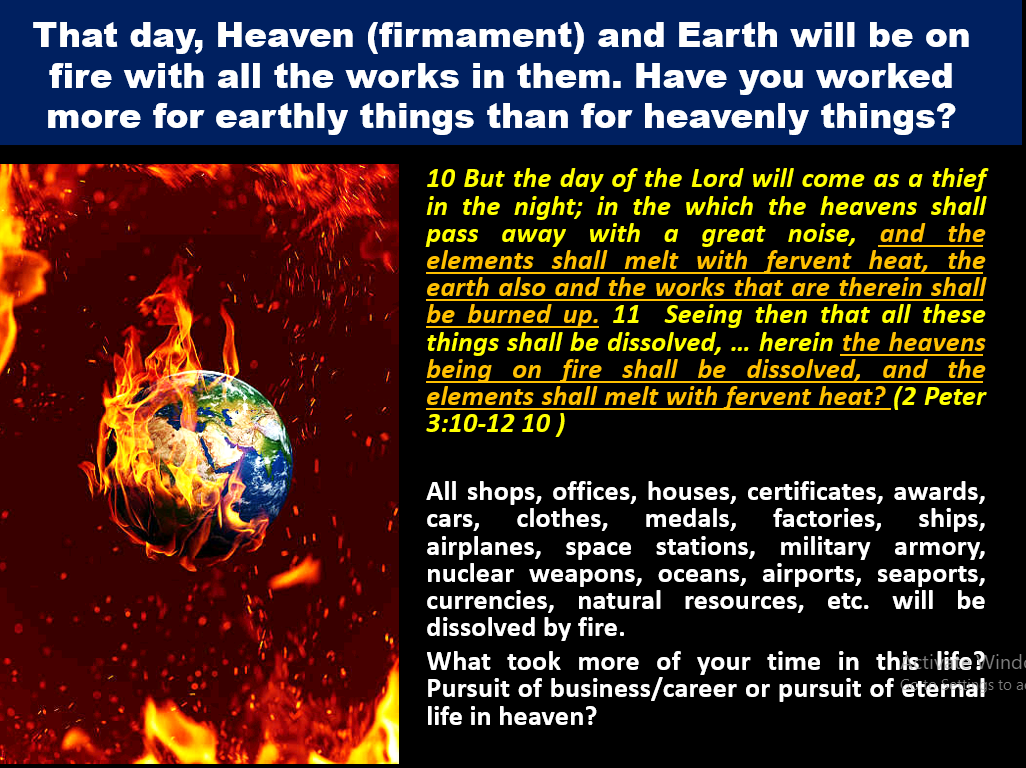 That day, Heaven (firmament) and Earth will be on
fire with all the works in them. Have you worked
more for earthly things than for heavenly things?
10 But the day of the Lord will come as a thief
in the night; in the which the heavens shall
pass away with a great noise, and the
elements shall melt with fervent heat, the
earth also and the works that are therein shall
be burned up. 11 Seeing then that all these
things shall be dissolved, ... herein the heavens
being on fire shall be dissolved, and the
elements shall melt with fervent heat? (2 Peter
3:10-12 10 )
All shops, offices, houses, certificates, awards,
cars, clothes, medals, factories, ships,
airplanes, space stations, military armory,
nuclear weapons, oceans, airports, seaports,
currencies, natural resources, etc. will be
dissolved by fire.
What took more of your time in this life?
Pursuit of business/career or pursuit of eternal
life in heaven?
Activate Windo
Go to Settings to a